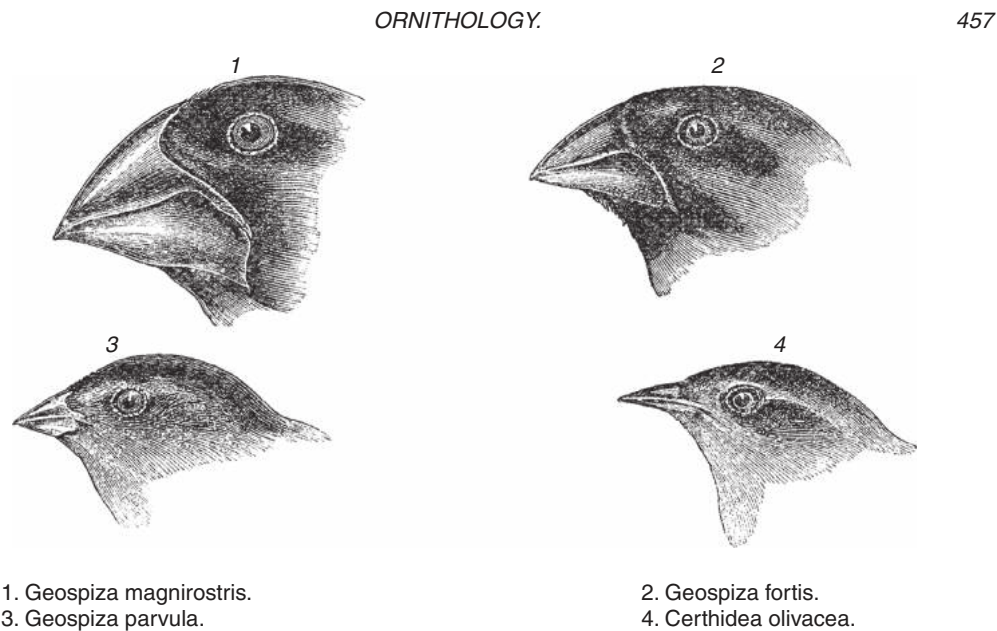 ORNITHOLOGY. 457
1 2
3 4
1. Geospiza magnirostris. 2. Geospiza fortis.
3. Geospiza parvula. 4. Certhidea olivacea.